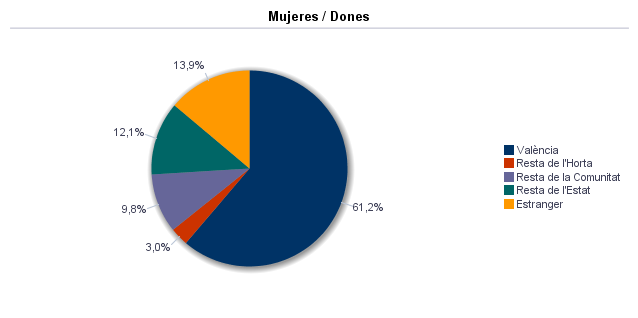 Mujeres / Dones
13,9%
12,1%
9,8%
3,0%
61,2%
València
Resta de l'Horta
Resta de la Comunitat
Resta de l'Estat
Estranger